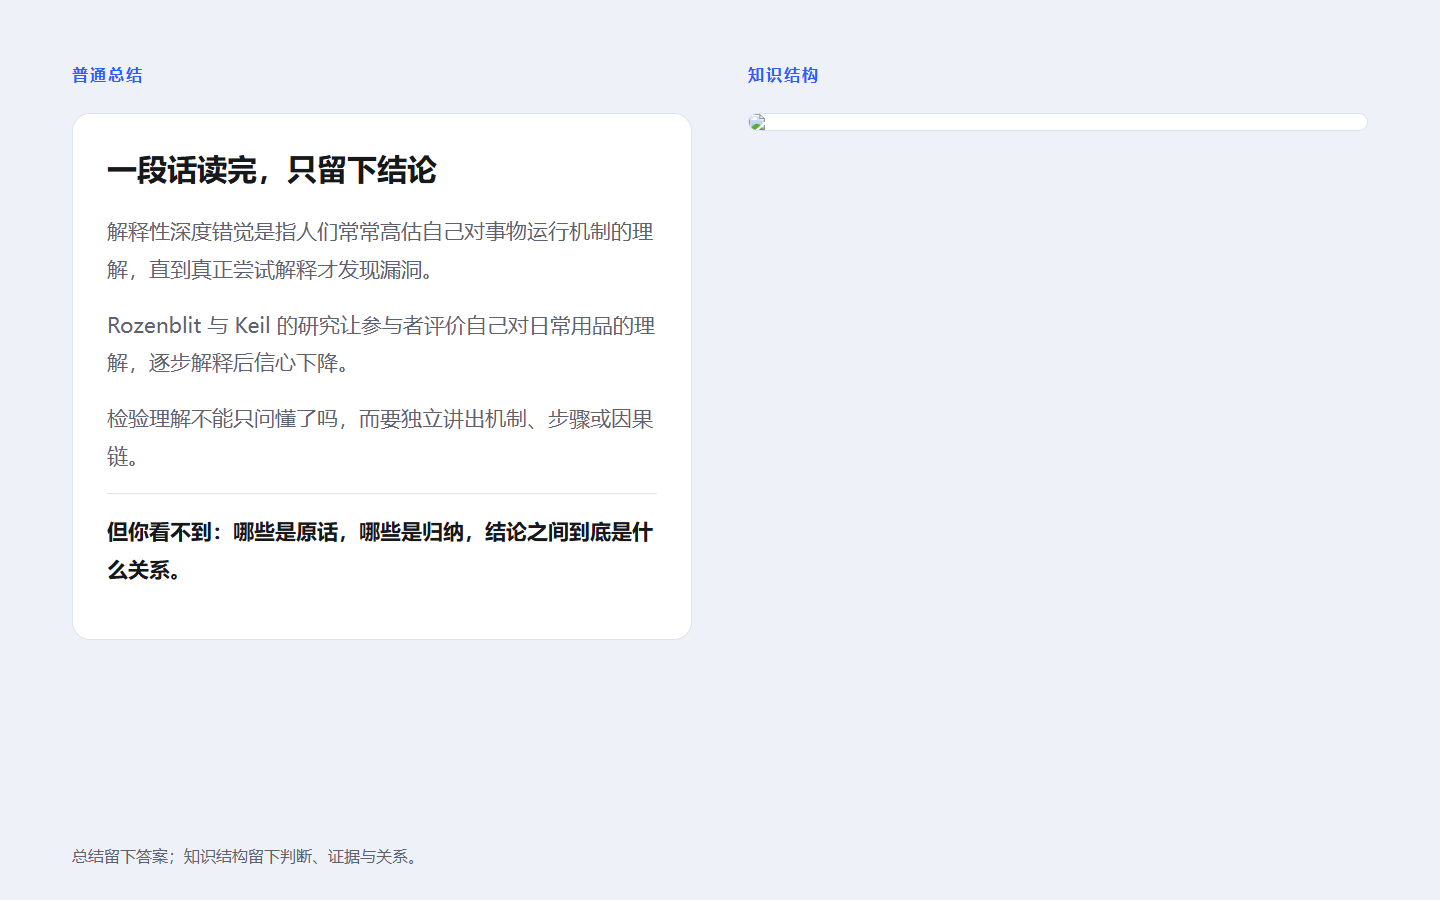 普通总结
一段话读完，只留下结论
解释性深度错觉是指人们常常高估自己对事物运行机制的理
解，直到真正尝试解释才发现漏洞。
Rozenblit 与 Keil 的研究让参与者评价自己对日常用品的理
解，逐步解释后信心下降。
检验理解不能只问懂了吗，而要独立讲出机制、步骤或因果
链。
但你看不到：哪些是原话，哪些是归纳，结论之间到底是什
么关系。
知识结构
总结留下答案；知识结构留下判断、证据与关系。